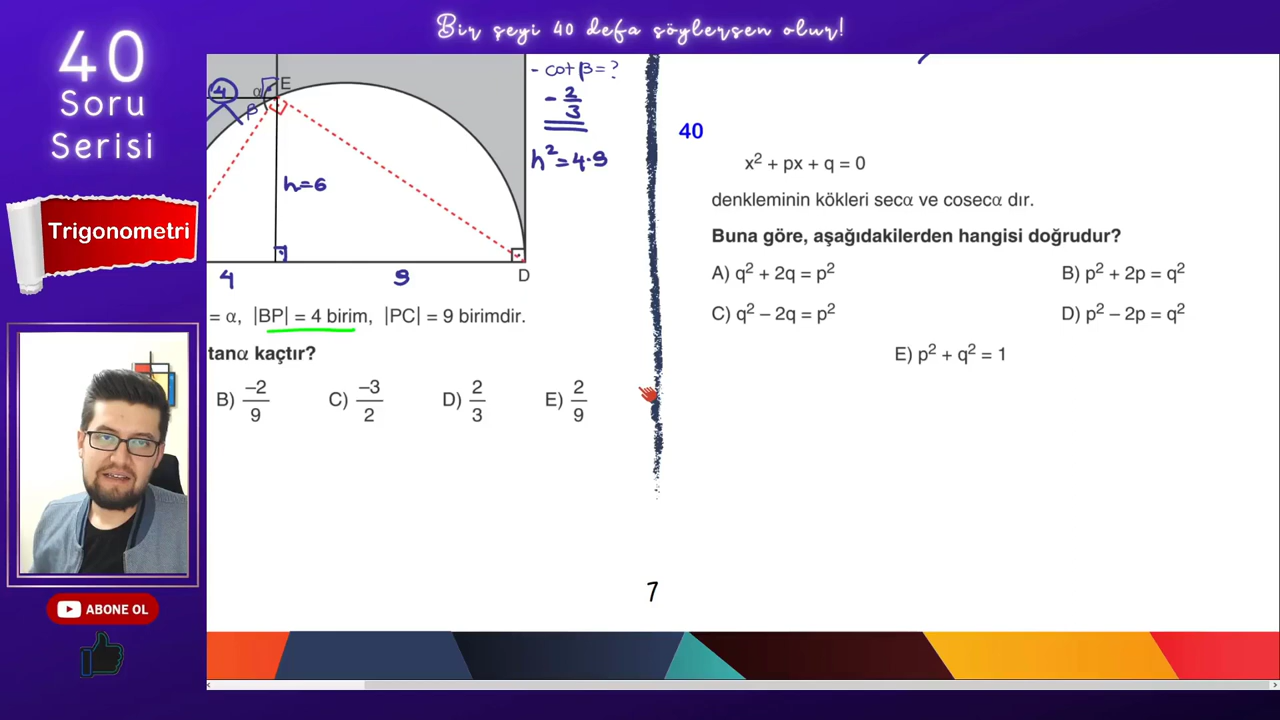 Bir şeyi 40 defa söylersen olur!
40
Soru
Serisi
Trigonometri
ABONE OL
4
α
E
β
h=6
4
9
D
- cot β = ?
- 2/3
h² = 4·9
= α, |BP| = 4 birim, |PC| = 9 birimdir.
tanα kaçtır?
B) –2/9 C) –3/2 D) 2/3 E) 2/9
40
x² + px + q = 0
denkleminin kökleri secα ve cosecα dır.
Buna göre, aşağıdakilerden hangisi doğrudur?
A) q² + 2q = p² B) p² + 2p = q²
C) q² – 2q = p² D) p² – 2p = q²
E) p² + q² = 1
7